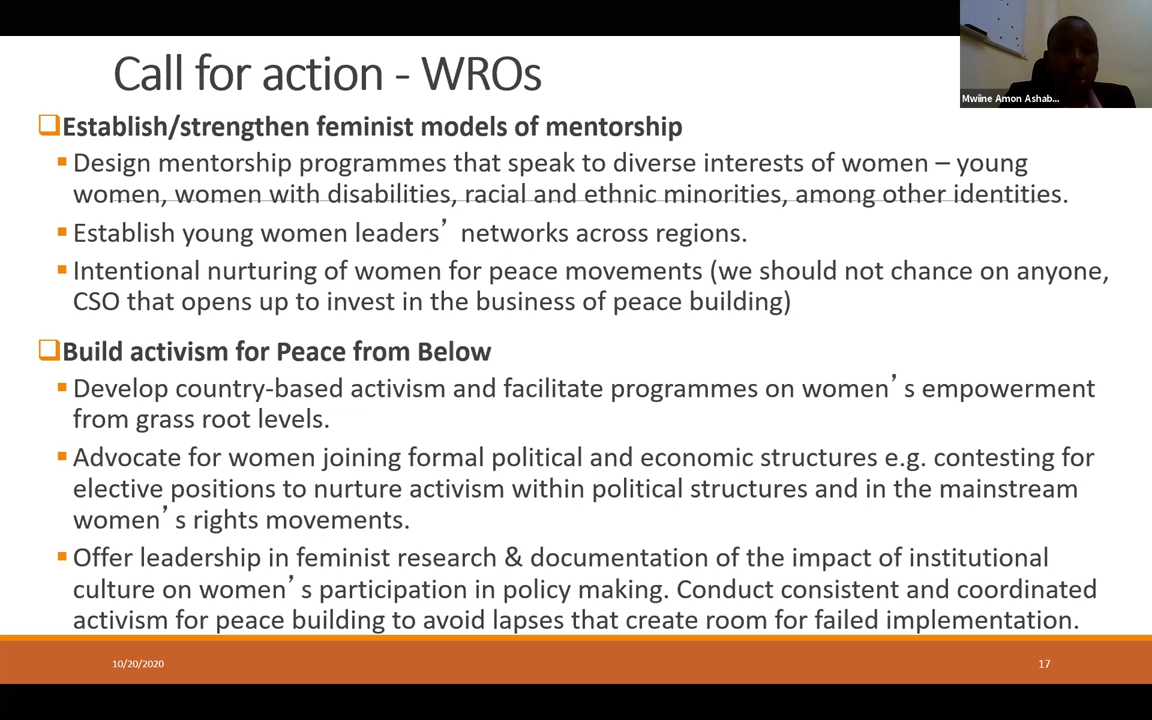 Call for action - WROs
Mwiine Amon Ashab...
❑Establish/strengthen feminist models of mentorship
▪Design mentorship programmes that speak to diverse interests of women – young
women, women with disabilities, racial and ethnic minorities, among other identities.
▪Establish young women leaders’ networks across regions.
▪Intentional nurturing of women for peace movements (we should not chance on anyone,
CSO that opens up to invest in the business of peace building)
❑Build activism for Peace from Below
▪Develop country-based activism and facilitate programmes on women’s empowerment
from grass root levels.
▪Advocate for women joining formal political and economic structures e.g. contesting for
elective positions to nurture activism within political structures and in the mainstream
women’s rights movements.
▪Offer leadership in feminist research & documentation of the impact of institutional
culture on women’s participation in policy making. Conduct consistent and coordinated
activism for peace building to avoid lapses that create room for failed implementation.
10/20/2020
17